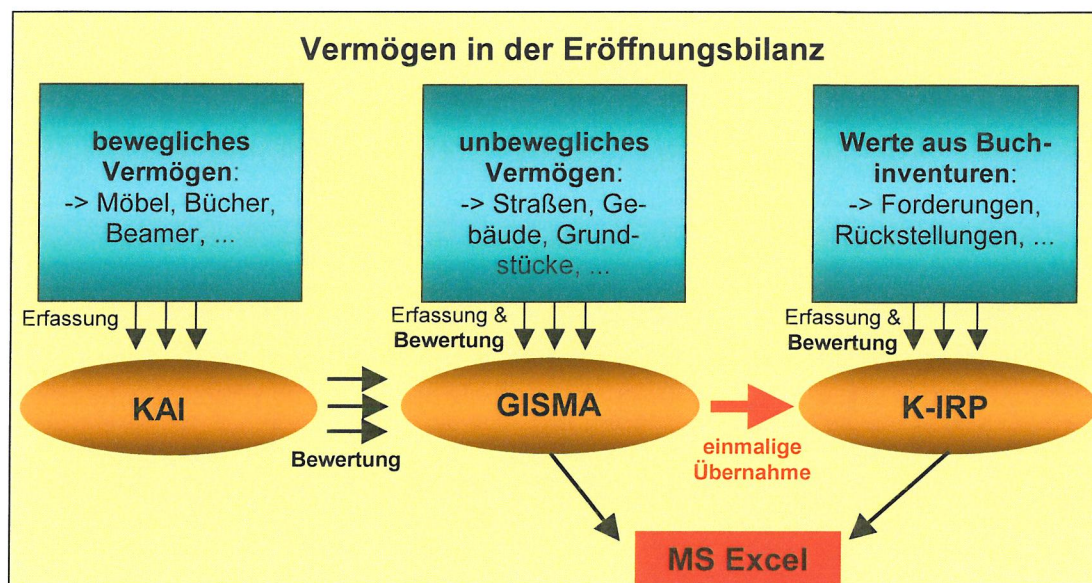 Vermögen in der Eröffnungsbilanz
bewegliches
Vermögen:
-> Möbel, Bücher,
Beamer, ...
unbewegliches
Vermögen:
-> Straßen, Ge-
bäude, Grund-
stücke, ...
Werte aus Buch-
inventuren:
-> Forderungen,
Rückstellungen, ...
Erfassung
Erfassung &
Bewertung
Erfassung &
Bewertung
KAI
GISMA
K-IRP
Bewertung
einmalige
Übernahme
MS Excel